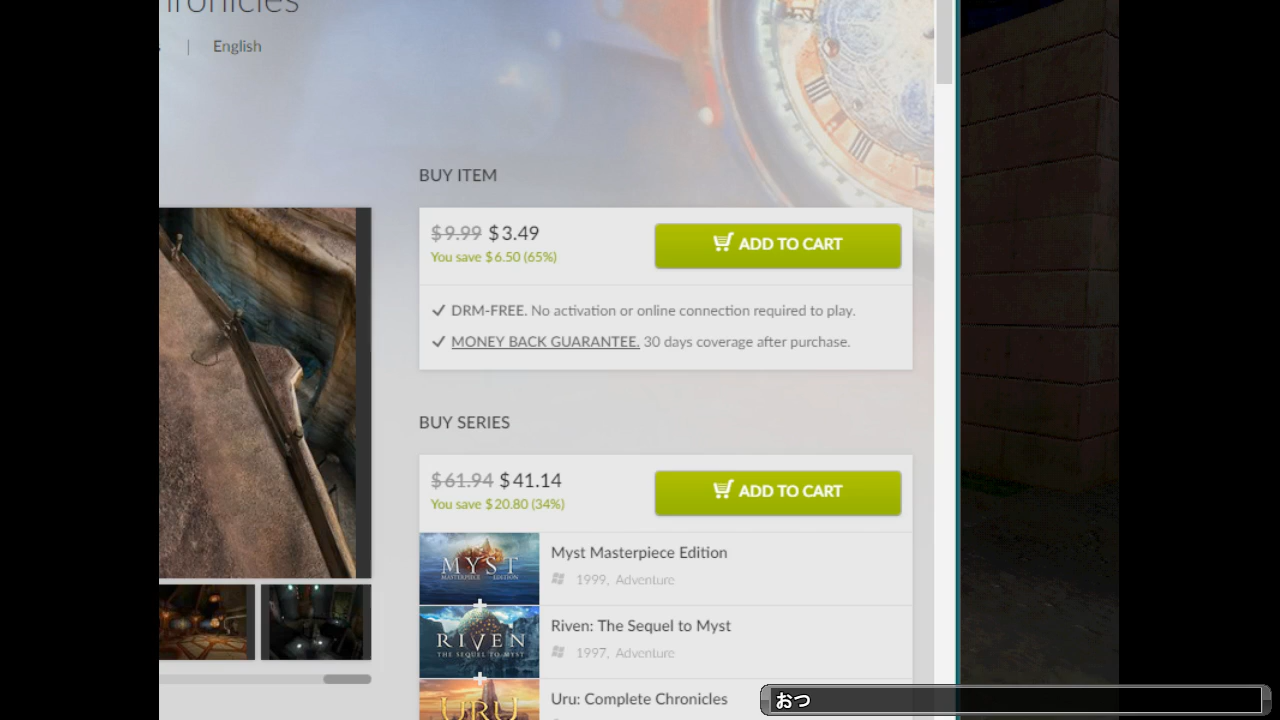 English
BUY ITEM
$9.99 $3.49
ADD TO CART
You save $6.50 (65%)
DRM-FREE. No activation or online connection required to play.
MONEY BACK GUARANTEE. 30 days coverage after purchase.
BUY SERIES
$61.94 $41.14
ADD TO CART
You save $20.80 (34%)
MYST
MASTERPIECE EDITION
Myst Masterpiece Edition
1999, Adventure
RIVEN
THE SEQUEL TO MYST
Riven: The Sequel to Myst
1997, Adventure
URU
Uru: Complete Chronicles
おつ